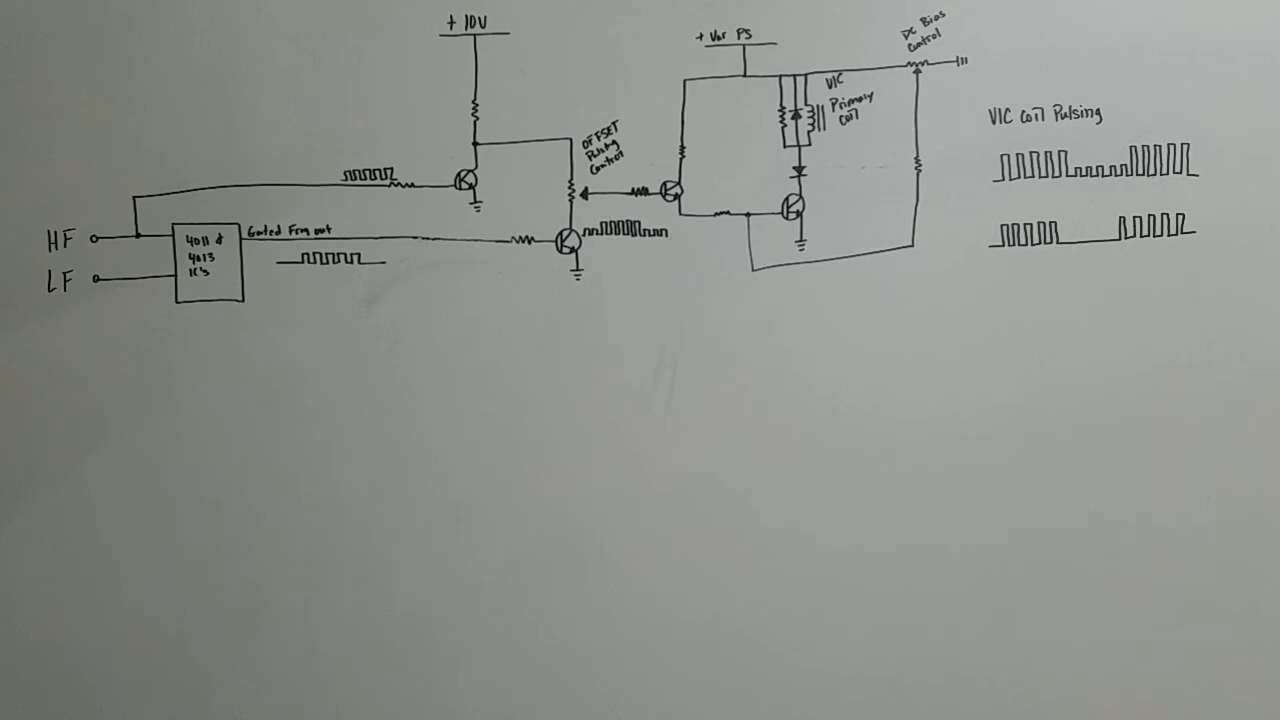 + 10V
+ Var PS
DC Bias
Control
VIC
Primary
Coil
OFFSET
Pulsing
Control
VIC Coil Pulsing
HF
LF
4011 &
4013
IC's
Gated Freq out